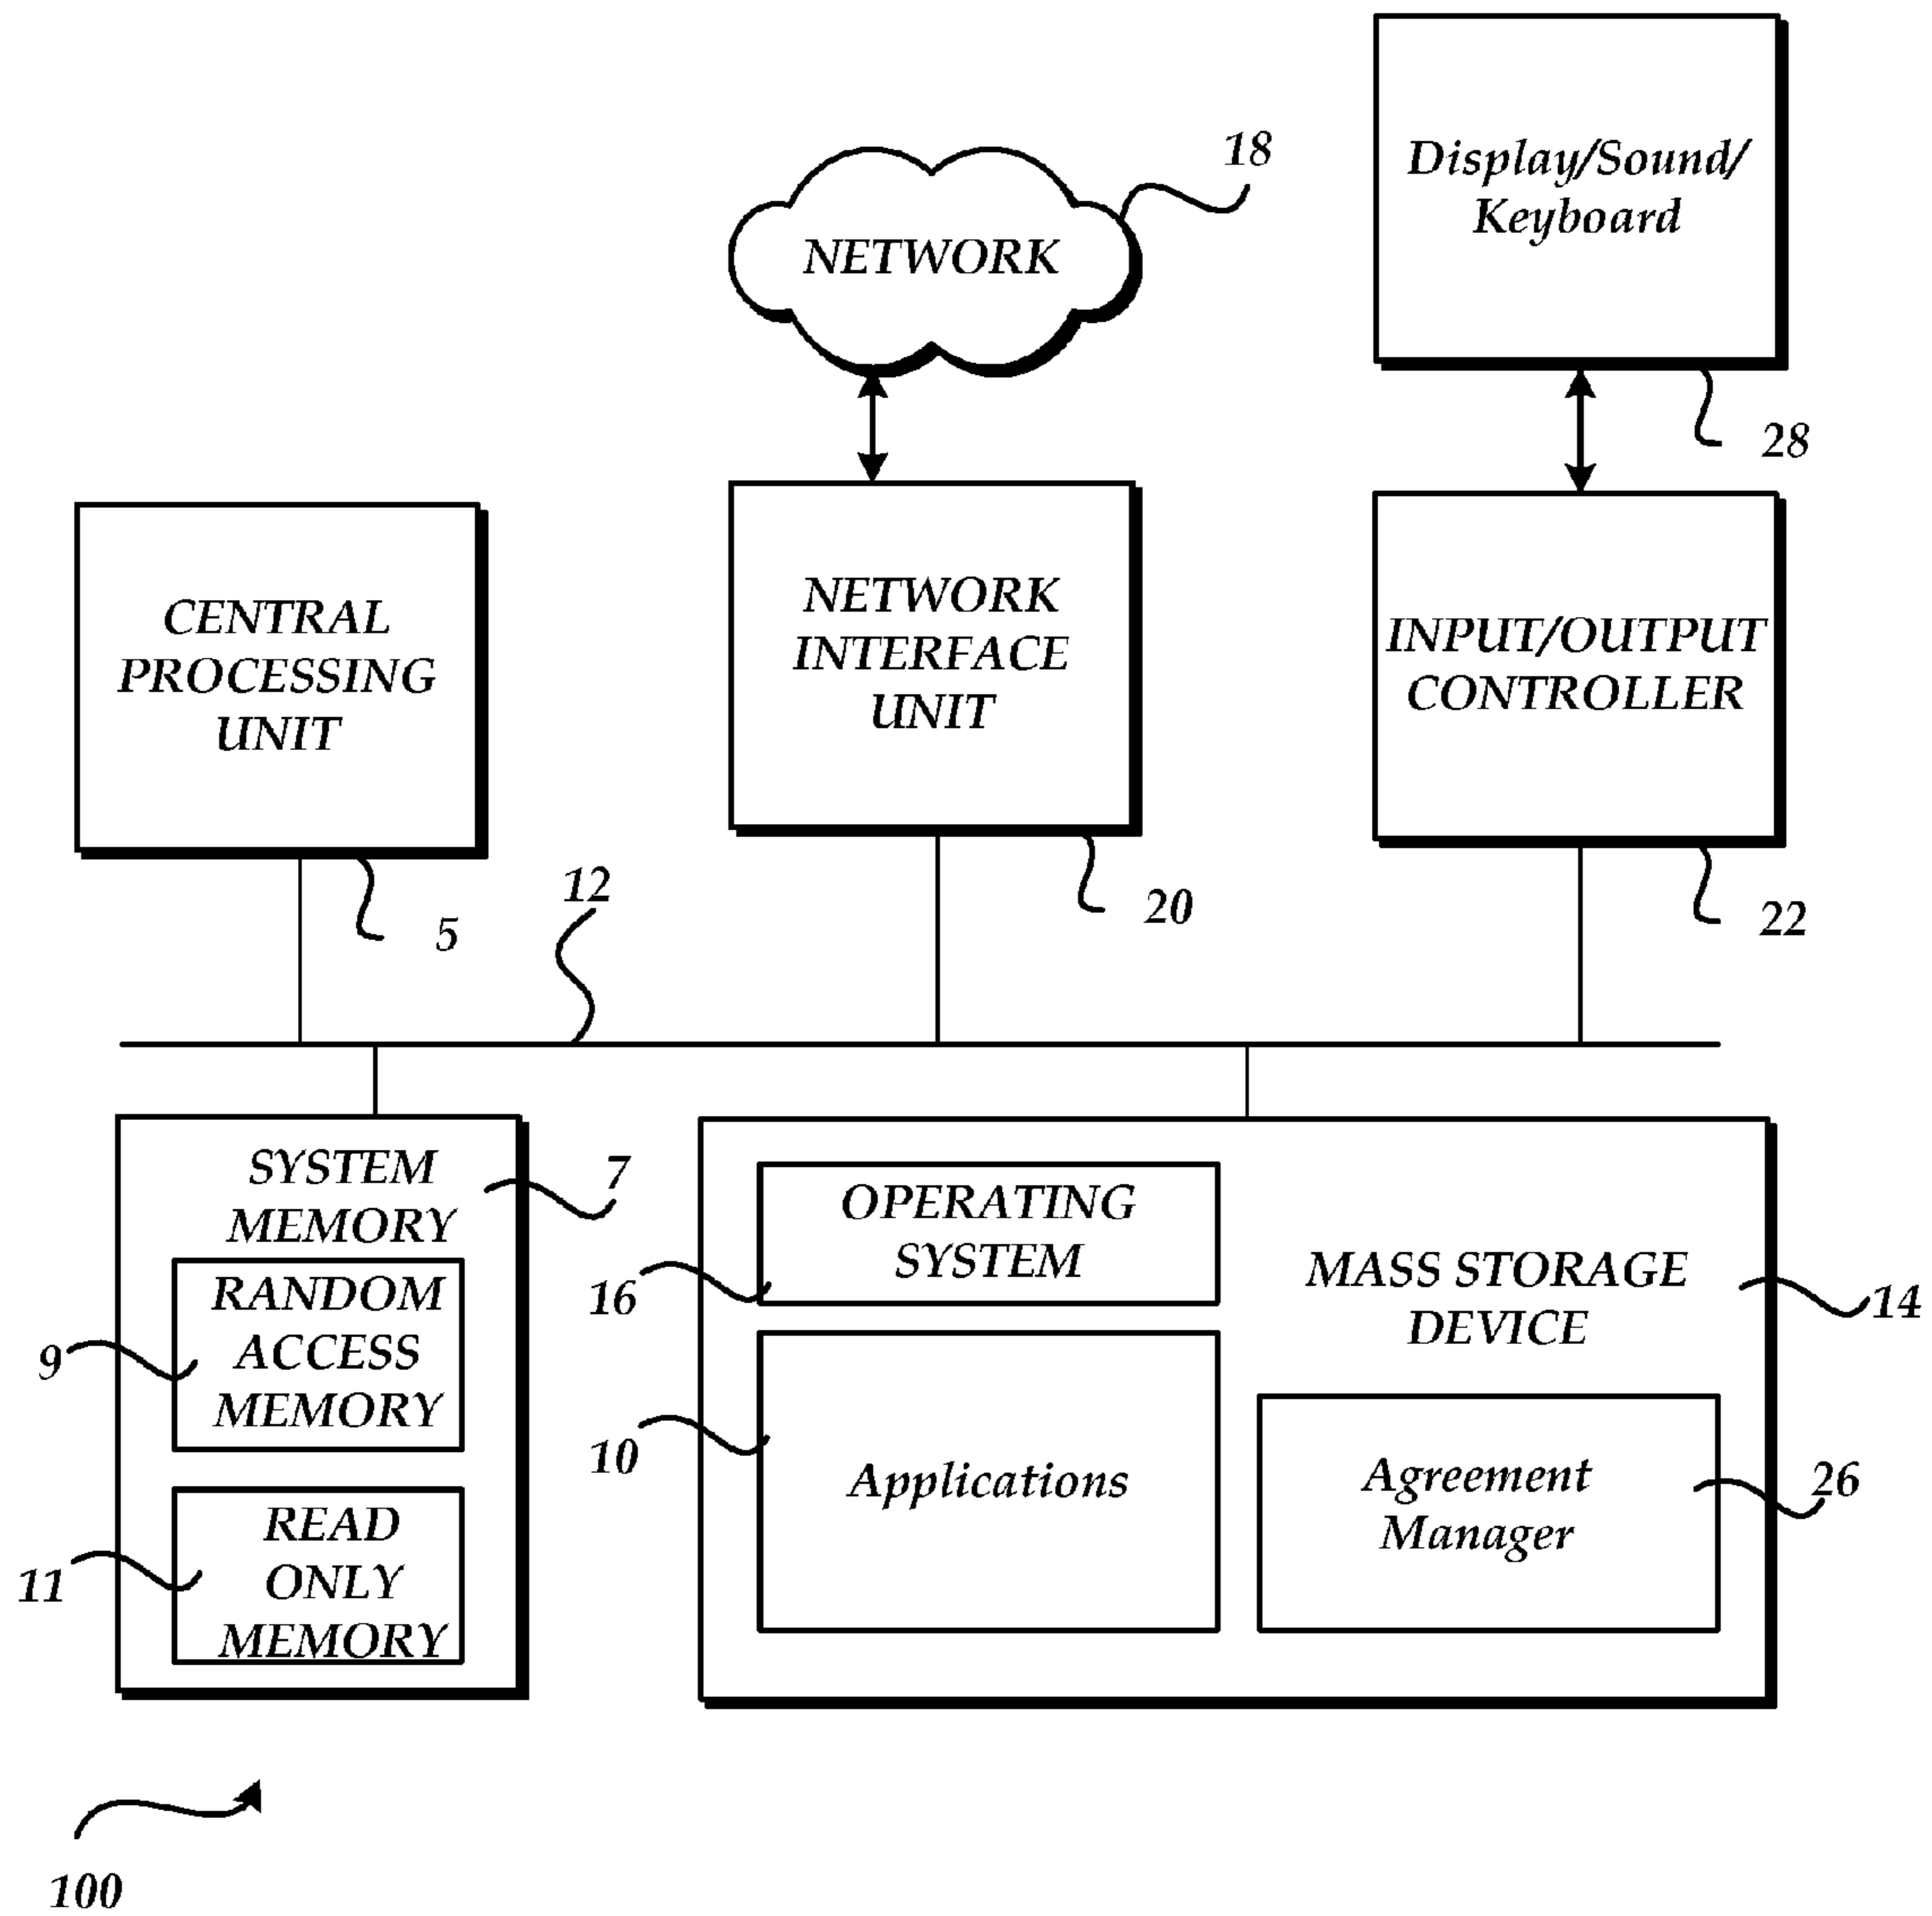 18
NETWORK
Display/Sound/
Keyboard
28
CENTRAL
PROCESSING
UNIT
5
NETWORK
INTERFACE
UNIT
20
INPUT/OUTPUT
CONTROLLER
22
12
SYSTEM
MEMORY
7
RANDOM
ACCESS
MEMORY
9
READ
ONLY
MEMORY
11
OPERATING
SYSTEM
16
MASS STORAGE
DEVICE
14
Applications
10
Agreement
Manager
26
100